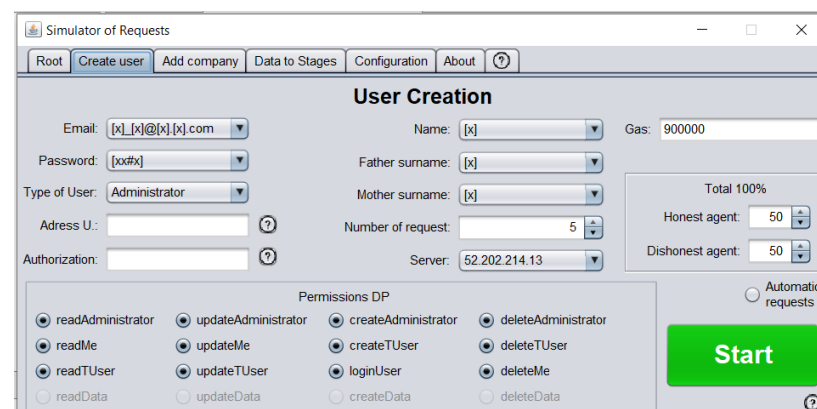 Simulator of Requests
Root Create user Add company Data to Stages Configuration About ?
User Creation
Email: [x]_[x]@[x].[x].com Name: [x] Gas: 900000
Password: [xx#x] Father surname: [x]
Type of User: Administrator Mother surname: [x] Total 100%
Adress U.: ? Number of request: 5 Honest agent: 50
Authorization: ? Server: 52.202.214.13 Dishonest agent: 50
Permissions DP Automatic
requests
readAdministrator updateAdministrator createAdministrator deleteAdministrator
readMe updateMe createTUser deleteTUser Start
readTUser updateTUser loginUser deleteMe
readData updateData createData deleteData ?